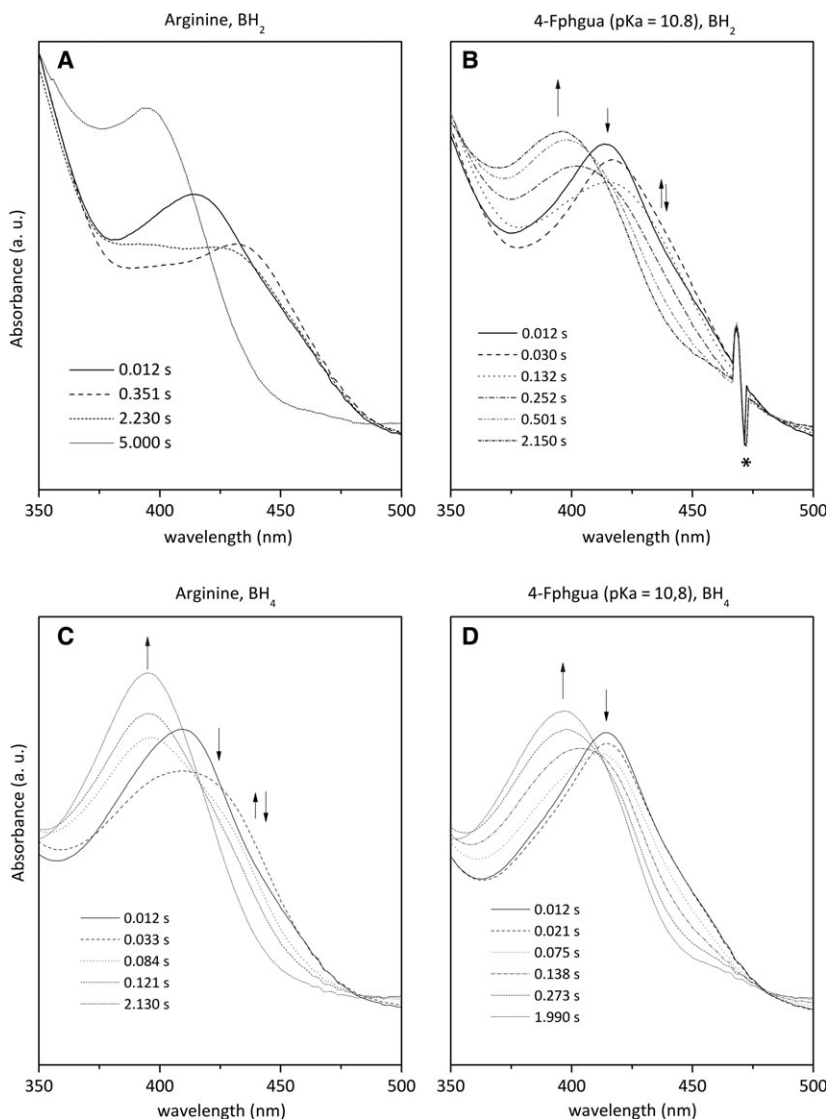 Arginine, BH2
A
Absorbance (a. u.)
0.012 s
0.351 s
2.230 s
5.000 s
350 400 450 500
wavelength (nm)
4-Fphgua (pKa = 10.8), BH2
B
0.012 s
0.030 s
0.132 s
0.252 s
0.501 s
2.150 s
*
350 400 450 500
wavelength (nm)
Arginine, BH4
C
Absorbance (a. u.)
0.012 s
0.033 s
0.084 s
0.121 s
2.130 s
350 400 450 500
wavelength (nm)
4-Fphgua (pKa = 10,8), BH4
D
0.012 s
0.021 s
0.075 s
0.138 s
0.273 s
1.990 s
350 400 450 500
wavelength (nm)